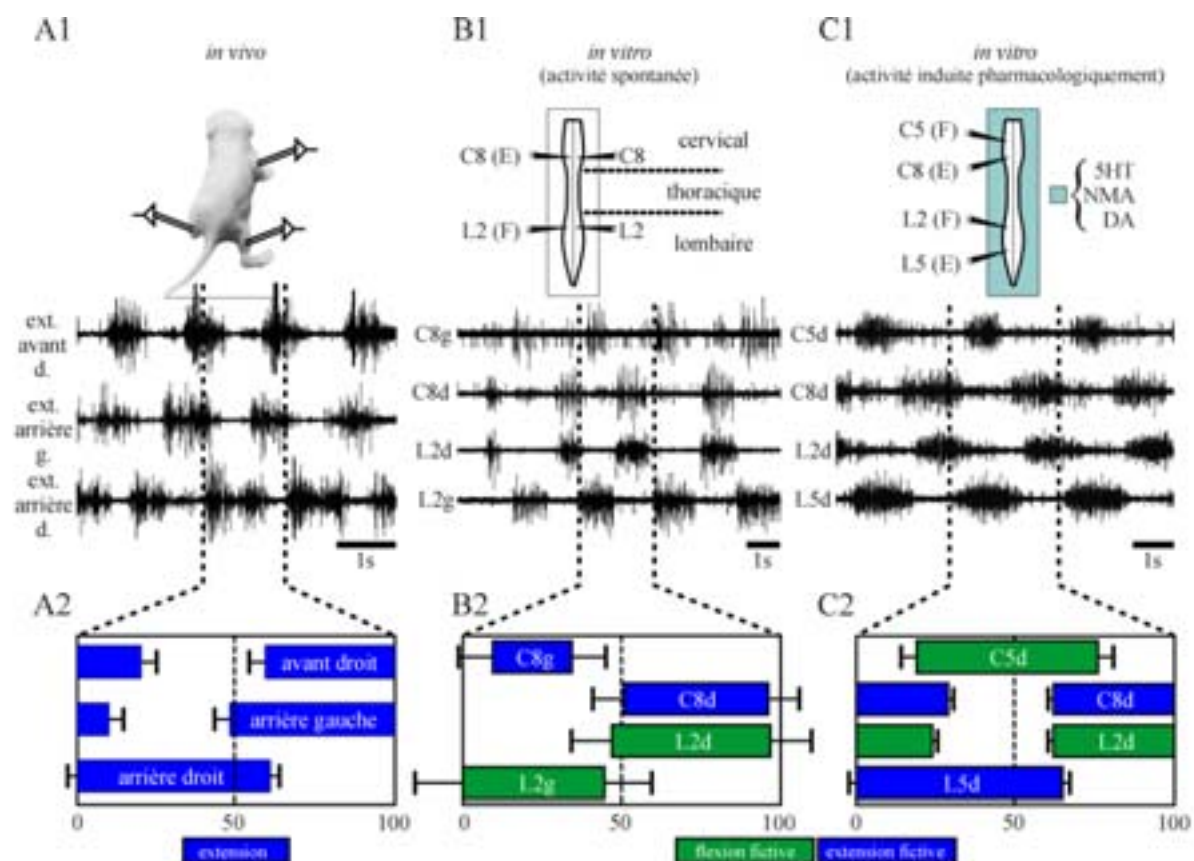 A1
in vivo
B1
in vitro
(activité spontanée)
C8 (E)
C8
cervical
thoracique
L2 (F)
L2
lombaire
C1
in vitro
(activité induite pharmacologiquement)
C5 (F)
C8 (E)
L2 (F)
L5 (E)
5HT
NMA
DA
ext.
avant
d.
ext.
arrière
g.
ext.
arrière
d.
1s
C8g
C8d
L2d
L2g
1s
C5d
C8d
L2d
L5d
1s
A2
avant droit
arrière gauche
arrière droit
0 50 100
extension
B2
C8g
C8d
L2d
L2g
0 50 100
C2
C5d
C8d
L2d
L5d
0 50 100
flexion fictive
extension fictive